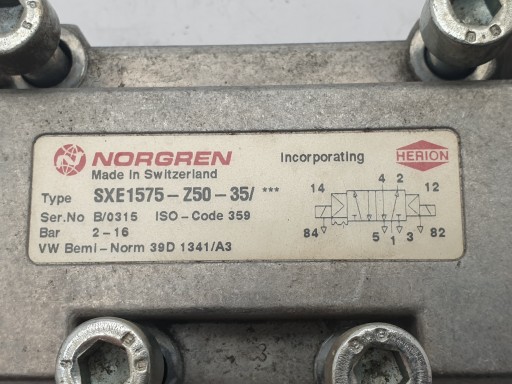 NORGREN
Made in Switzerland
Incorporating
HERION
Type SXE1575-Z50-35/ ***
Ser.No B/0315 ISO-Code 359
Bar 2-16
VW Bemi-Norm 39D 1341/A3
4 2
14 12
84 5 1 3 82